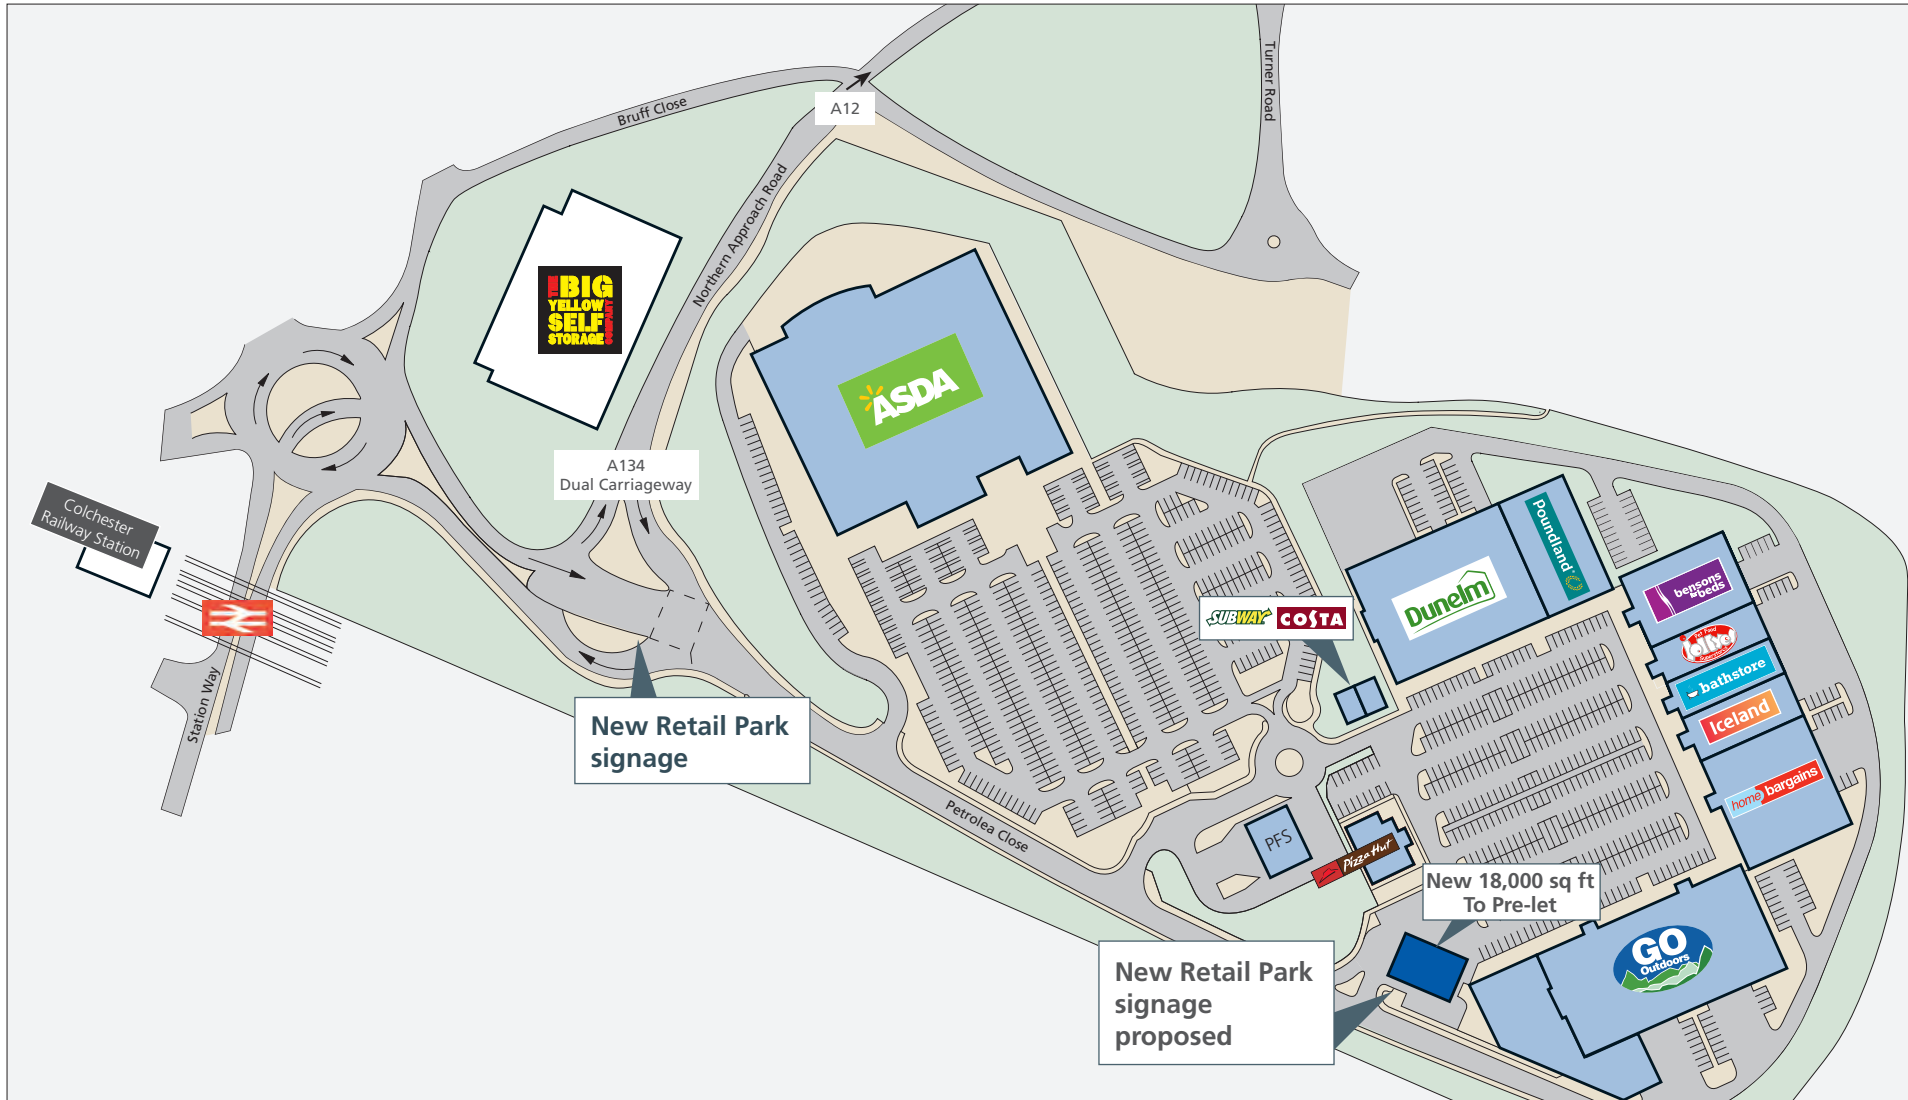 Turner Road
A12
Bruff Close
Northern Approach Road
THE BIG
YELLOW
SELF
STORAGE
COMPANY
ASDA
A134
Dual Carriageway
Colchester
Railway Station
Station Way
New Retail Park
signage
Petrolea Close
SUBWAY COSTA
Dunelm
Poundland
bensons
for beds
Jollyes
bathstore
Iceland
home bargains
PFS
Pizza Hut
New 18,000 sq ft
To Pre-let
GO
Outdoors
New Retail Park
signage
proposed